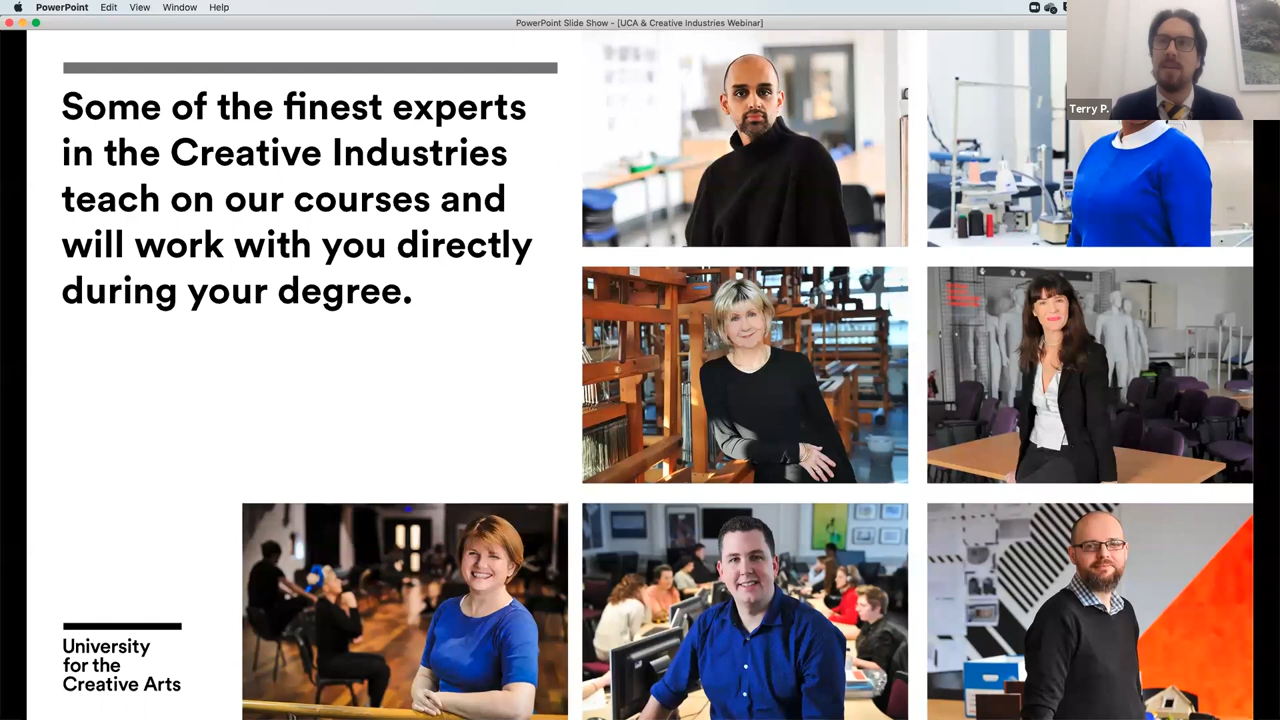 PowerPoint Edit View Window Help
PowerPoint Slide Show - [UCA & Creative Industries Webinar]
Terry P.
Some of the finest experts
in the Creative Industries
teach on our courses and
will work with you directly
during your degree.
University
for the
Creative Arts